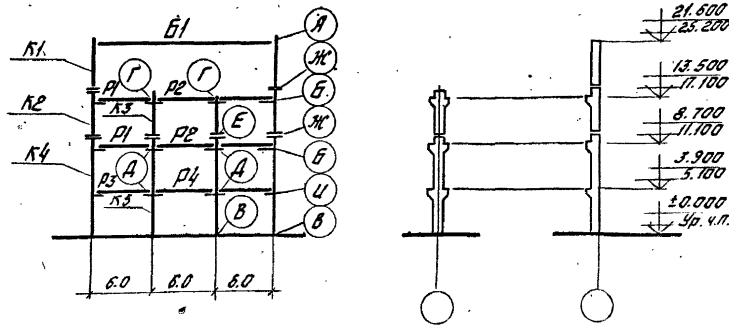 Б1
А
К1
Ж
Г
Г
Р1
Р2
Б
К3
К2
Е
Ж
Р1
Р2
К4
Б
Д
Д
Р3
Р4
И
К5
В
В
6.0 6.0 6.0
21.600
25.200
13.500
17.100
8.700
11.100
3.900
5.100
±0.000
Ур. ч.п.